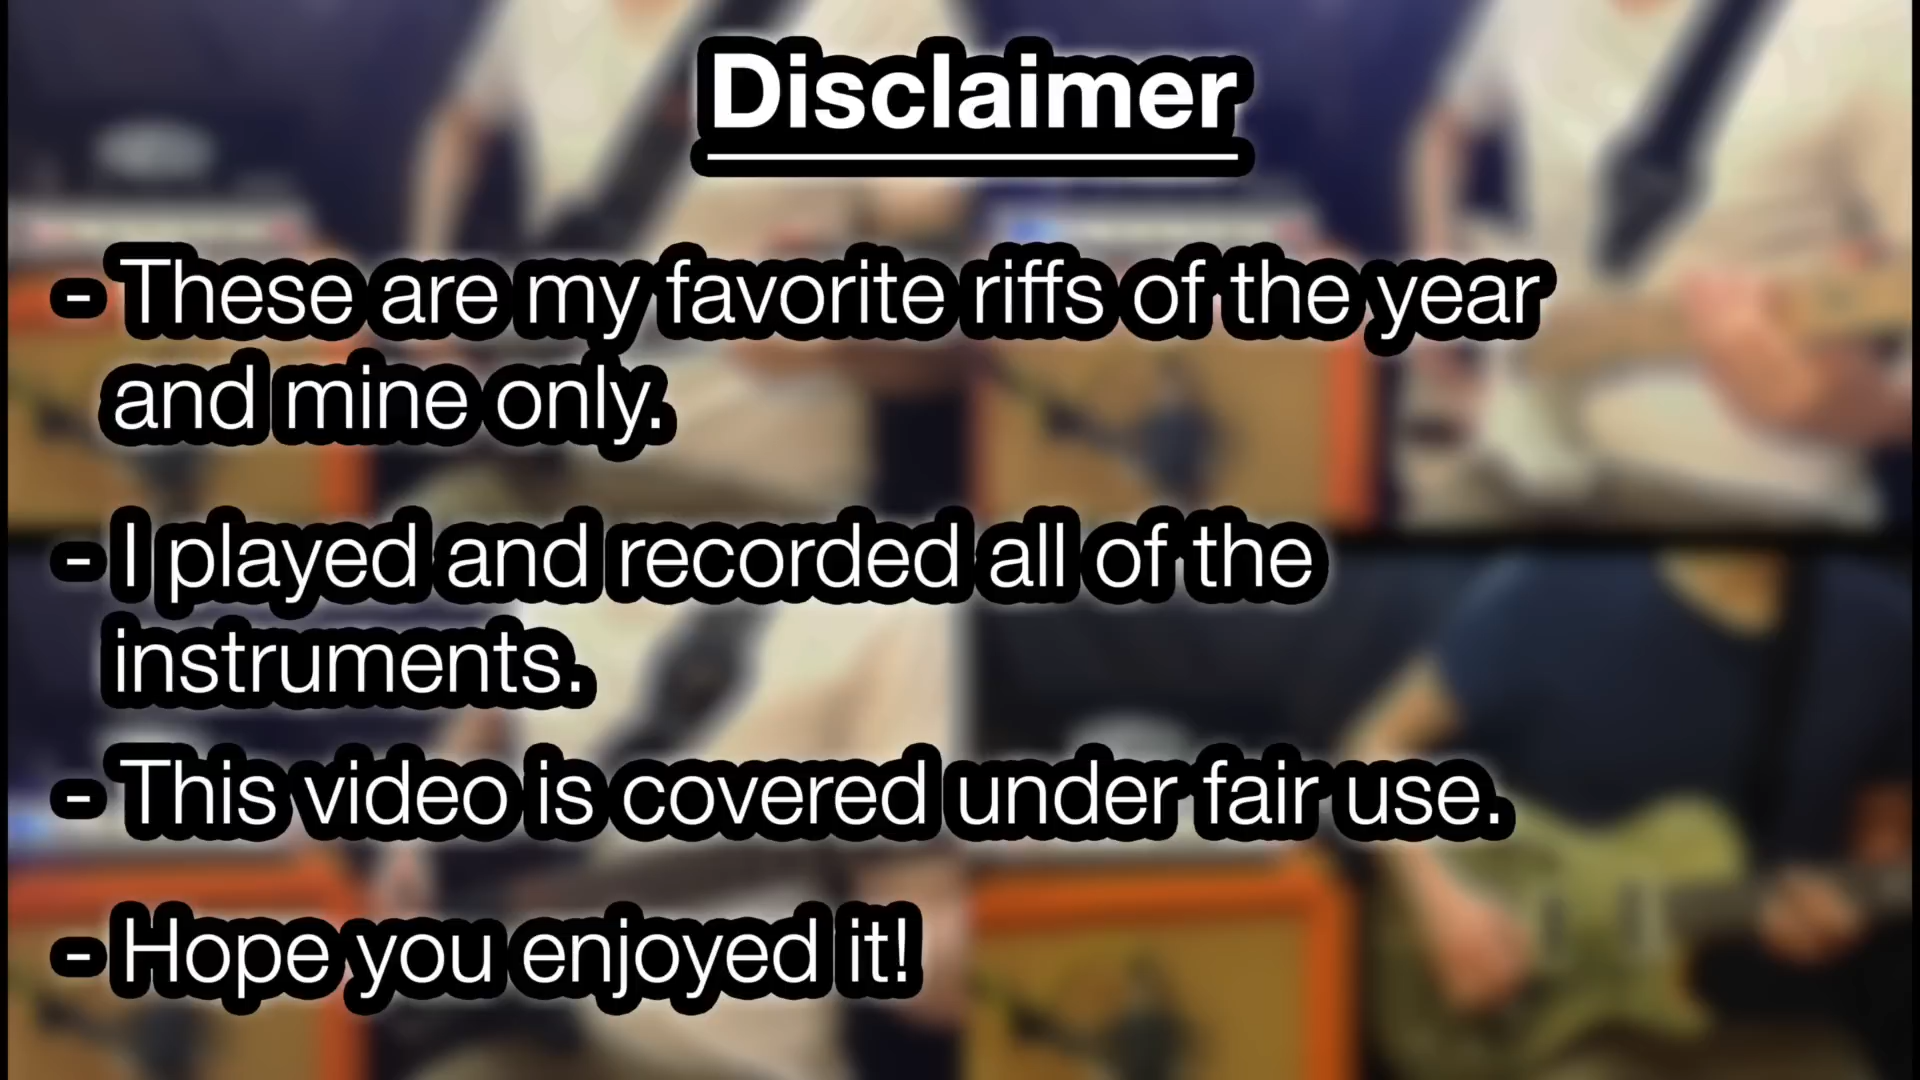 Disclaimer
- These are my favorite riffs of the year
and mine only.
- I played and recorded all of the
instruments.
- This video is covered under fair use.
- Hope you enjoyed it!